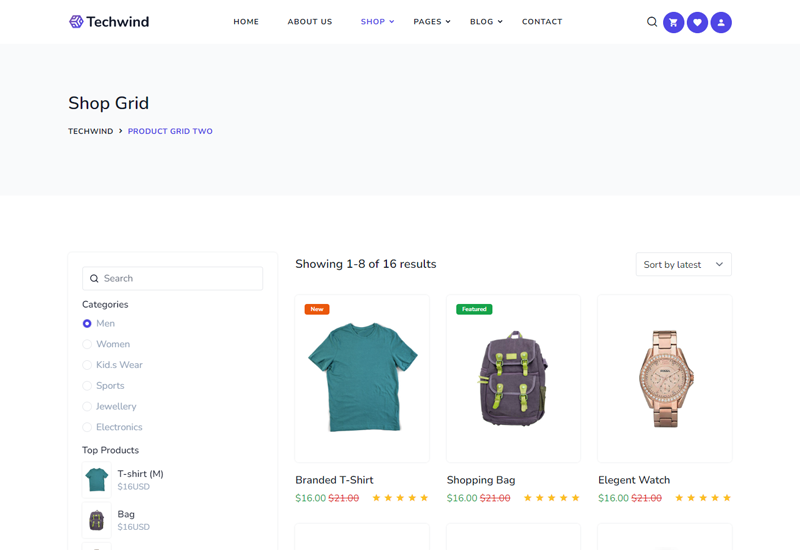 Techwind HOME ABOUT US SHOP PAGES BLOG CONTACT
Shop Grid
TECHWIND > PRODUCT GRID TWO
Search
Categories
Men
Women
Kid.s Wear
Sports
Jewellery
Electronics
Top Products
T-shirt (M)
$16USD
Bag
$16USD
Showing 1-8 of 16 results
Sort by latest
New
Featured
Branded T-Shirt
$16.00 $21.00
Shopping Bag
$16.00 $21.00
Elegent Watch
$16.00 $21.00